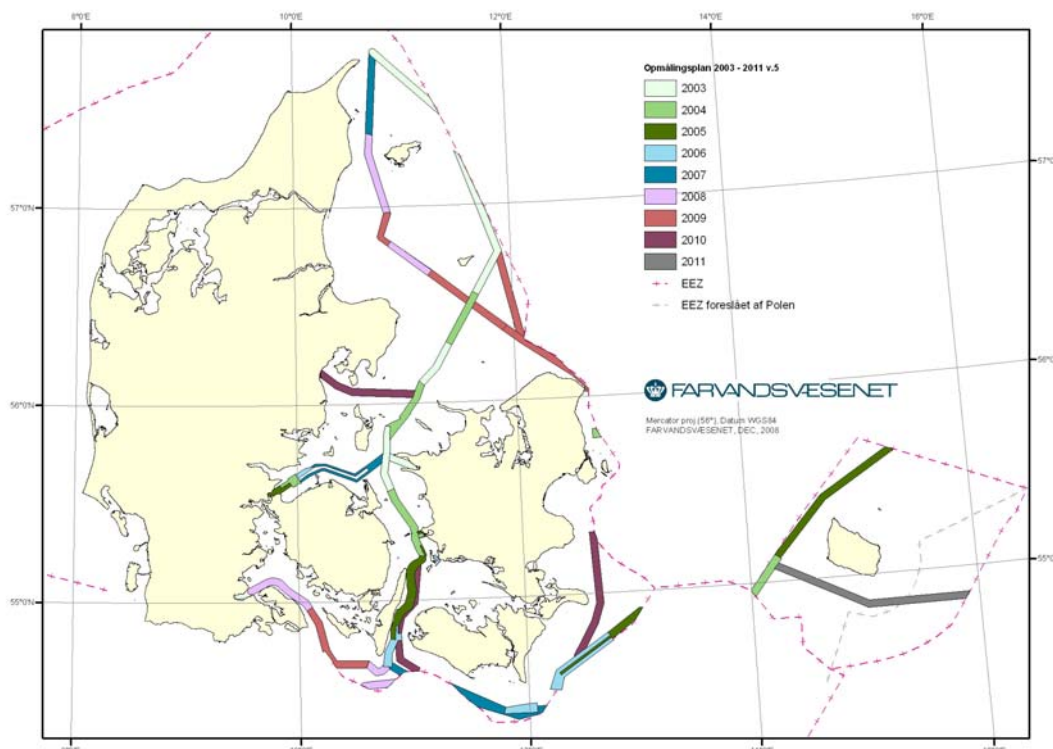 8°0'E 10°0'E 12°0'E 14°0'E 16°0'E
Opmålingsplan 2003 - 2011 v.5
2003
2004
2005
2006
2007
2008
2009
2010
2011
EEZ
EEZ foreslået af Polen
57°0'N
57°0'N
FARVANDSVÆSENET
56°0'N
56°0'N
Mercator proj.(56°), Datum WGS84
FARVANDSVÆSENET, DEC, 2008
55°0'N
55°0'N